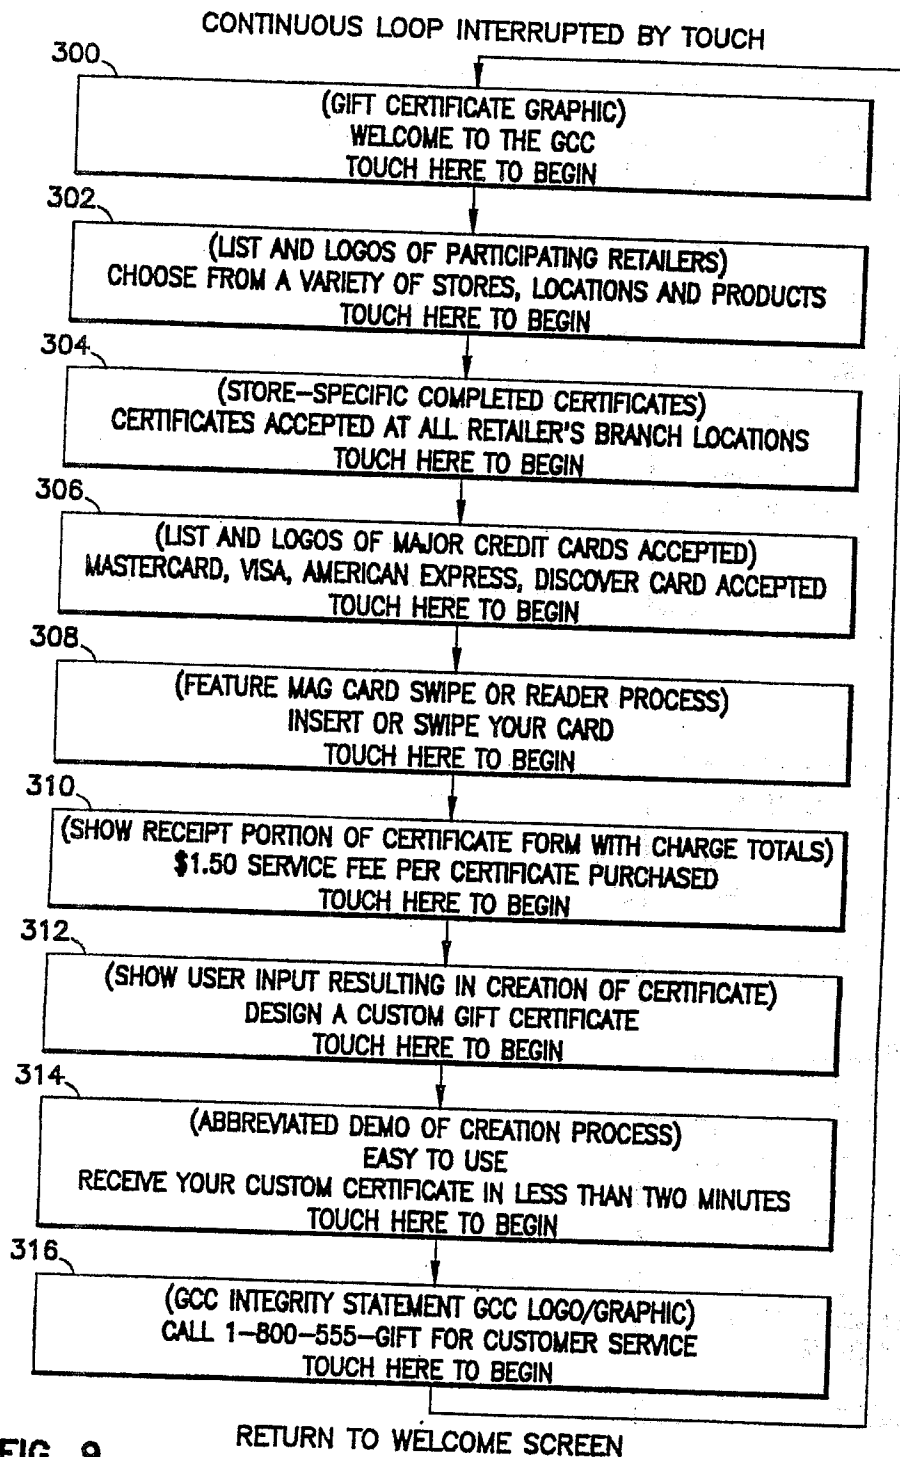 CONTINUOUS LOOP INTERRUPTED BY TOUCH
300
(GIFT CERTIFICATE GRAPHIC)
WELCOME TO THE GCC
TOUCH HERE TO BEGIN
302
(LIST AND LOGOS OF PARTICIPATING RETAILERS)
CHOOSE FROM A VARIETY OF STORES, LOCATIONS AND PRODUCTS
TOUCH HERE TO BEGIN
304
(STORE-SPECIFIC COMPLETED CERTIFICATES)
CERTIFICATES ACCEPTED AT ALL RETAILER'S BRANCH LOCATIONS
TOUCH HERE TO BEGIN
306
(LIST AND LOGOS OF MAJOR CREDIT CARDS ACCEPTED)
MASTERCARD, VISA, AMERICAN EXPRESS, DISCOVER CARD ACCEPTED
TOUCH HERE TO BEGIN
308
(FEATURE MAG CARD SWIPE OR READER PROCESS)
INSERT OR SWIPE YOUR CARD
TOUCH HERE TO BEGIN
310
(SHOW RECEIPT PORTION OF CERTIFICATE FORM WITH CHARGE TOTALS)
$1.50 SERVICE FEE PER CERTIFICATE PURCHASED
TOUCH HERE TO BEGIN
312
(SHOW USER INPUT RESULTING IN CREATION OF CERTIFICATE)
DESIGN A CUSTOM GIFT CERTIFICATE
TOUCH HERE TO BEGIN
314
(ABBREVIATED DEMO OF CREATION PROCESS)
EASY TO USE
RECEIVE YOUR CUSTOM CERTIFICATE IN LESS THAN TWO MINUTES
TOUCH HERE TO BEGIN
316
(GCC INTEGRITY STATEMENT GCC LOGO/GRAPHIC)
CALL 1-800-555-GIFT FOR CUSTOMER SERVICE
TOUCH HERE TO BEGIN
RETURN TO WELCOME SCREEN
FIG. 9